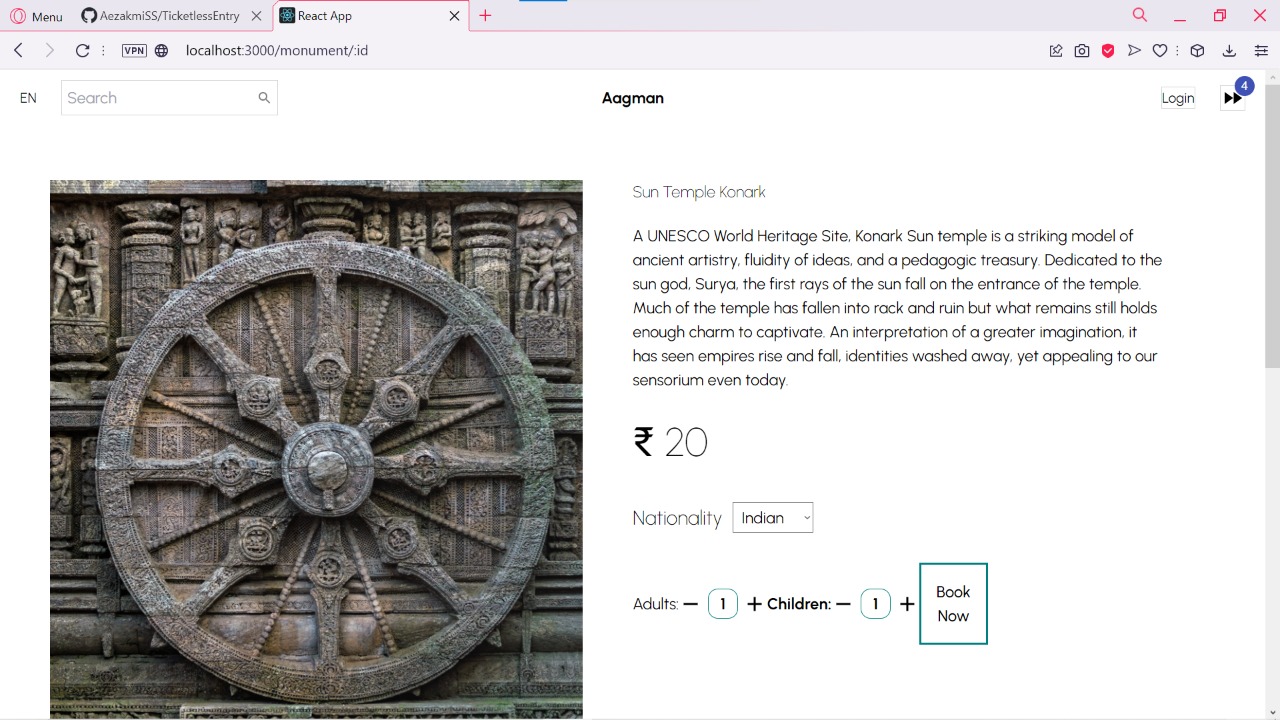 Menu
AezakmiSS/TicketlessEntry
React App
VPN
localhost:3000/monument/:id
EN
Search
Aagman
Login
4
Sun Temple Konark
A UNESCO World Heritage Site, Konark Sun temple is a striking model of
ancient artistry, fluidity of ideas, and a pedagogic treasury. Dedicated to the
sun god, Surya, the first rays of the sun fall on the entrance of the temple.
Much of the temple has fallen into rack and ruin but what remains still holds
enough charm to captivate. An interpretation of a greater imagination, it
has seen empires rise and fall, identities washed away, yet appealing to our
sensorium even today.
₹ 20
Nationality Indian
Adults: 1 Children: 1
Book
Now